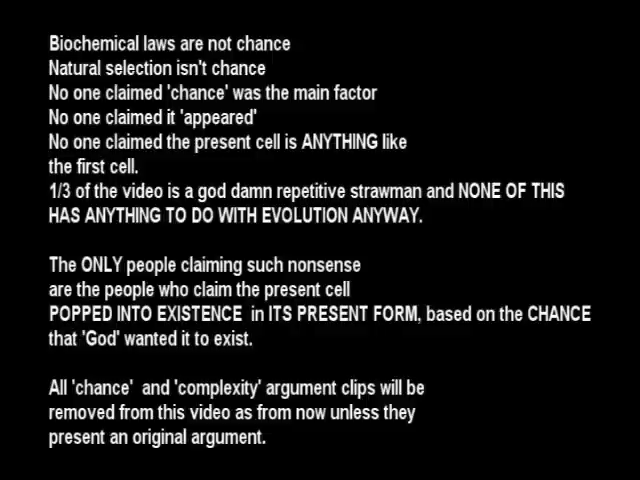 Biochemical laws are not chance
Natural selection isn't chance
No one claimed 'chance' was the main factor
No one claimed it 'appeared'
No one claimed the present cell is ANYTHING like
the first cell.
1/3 of the video is a god damn repetitive strawman and NONE OF THIS
HAS ANYTHING TO DO WITH EVOLUTION ANYWAY.
The ONLY people claiming such nonsense
are the people who claim the present cell
POPPED INTO EXISTENCE in ITS PRESENT FORM, based on the CHANCE
that 'God' wanted it to exist.
All 'chance' and 'complexity' argument clips will be
removed from this video as from now unless they
present an original argument.